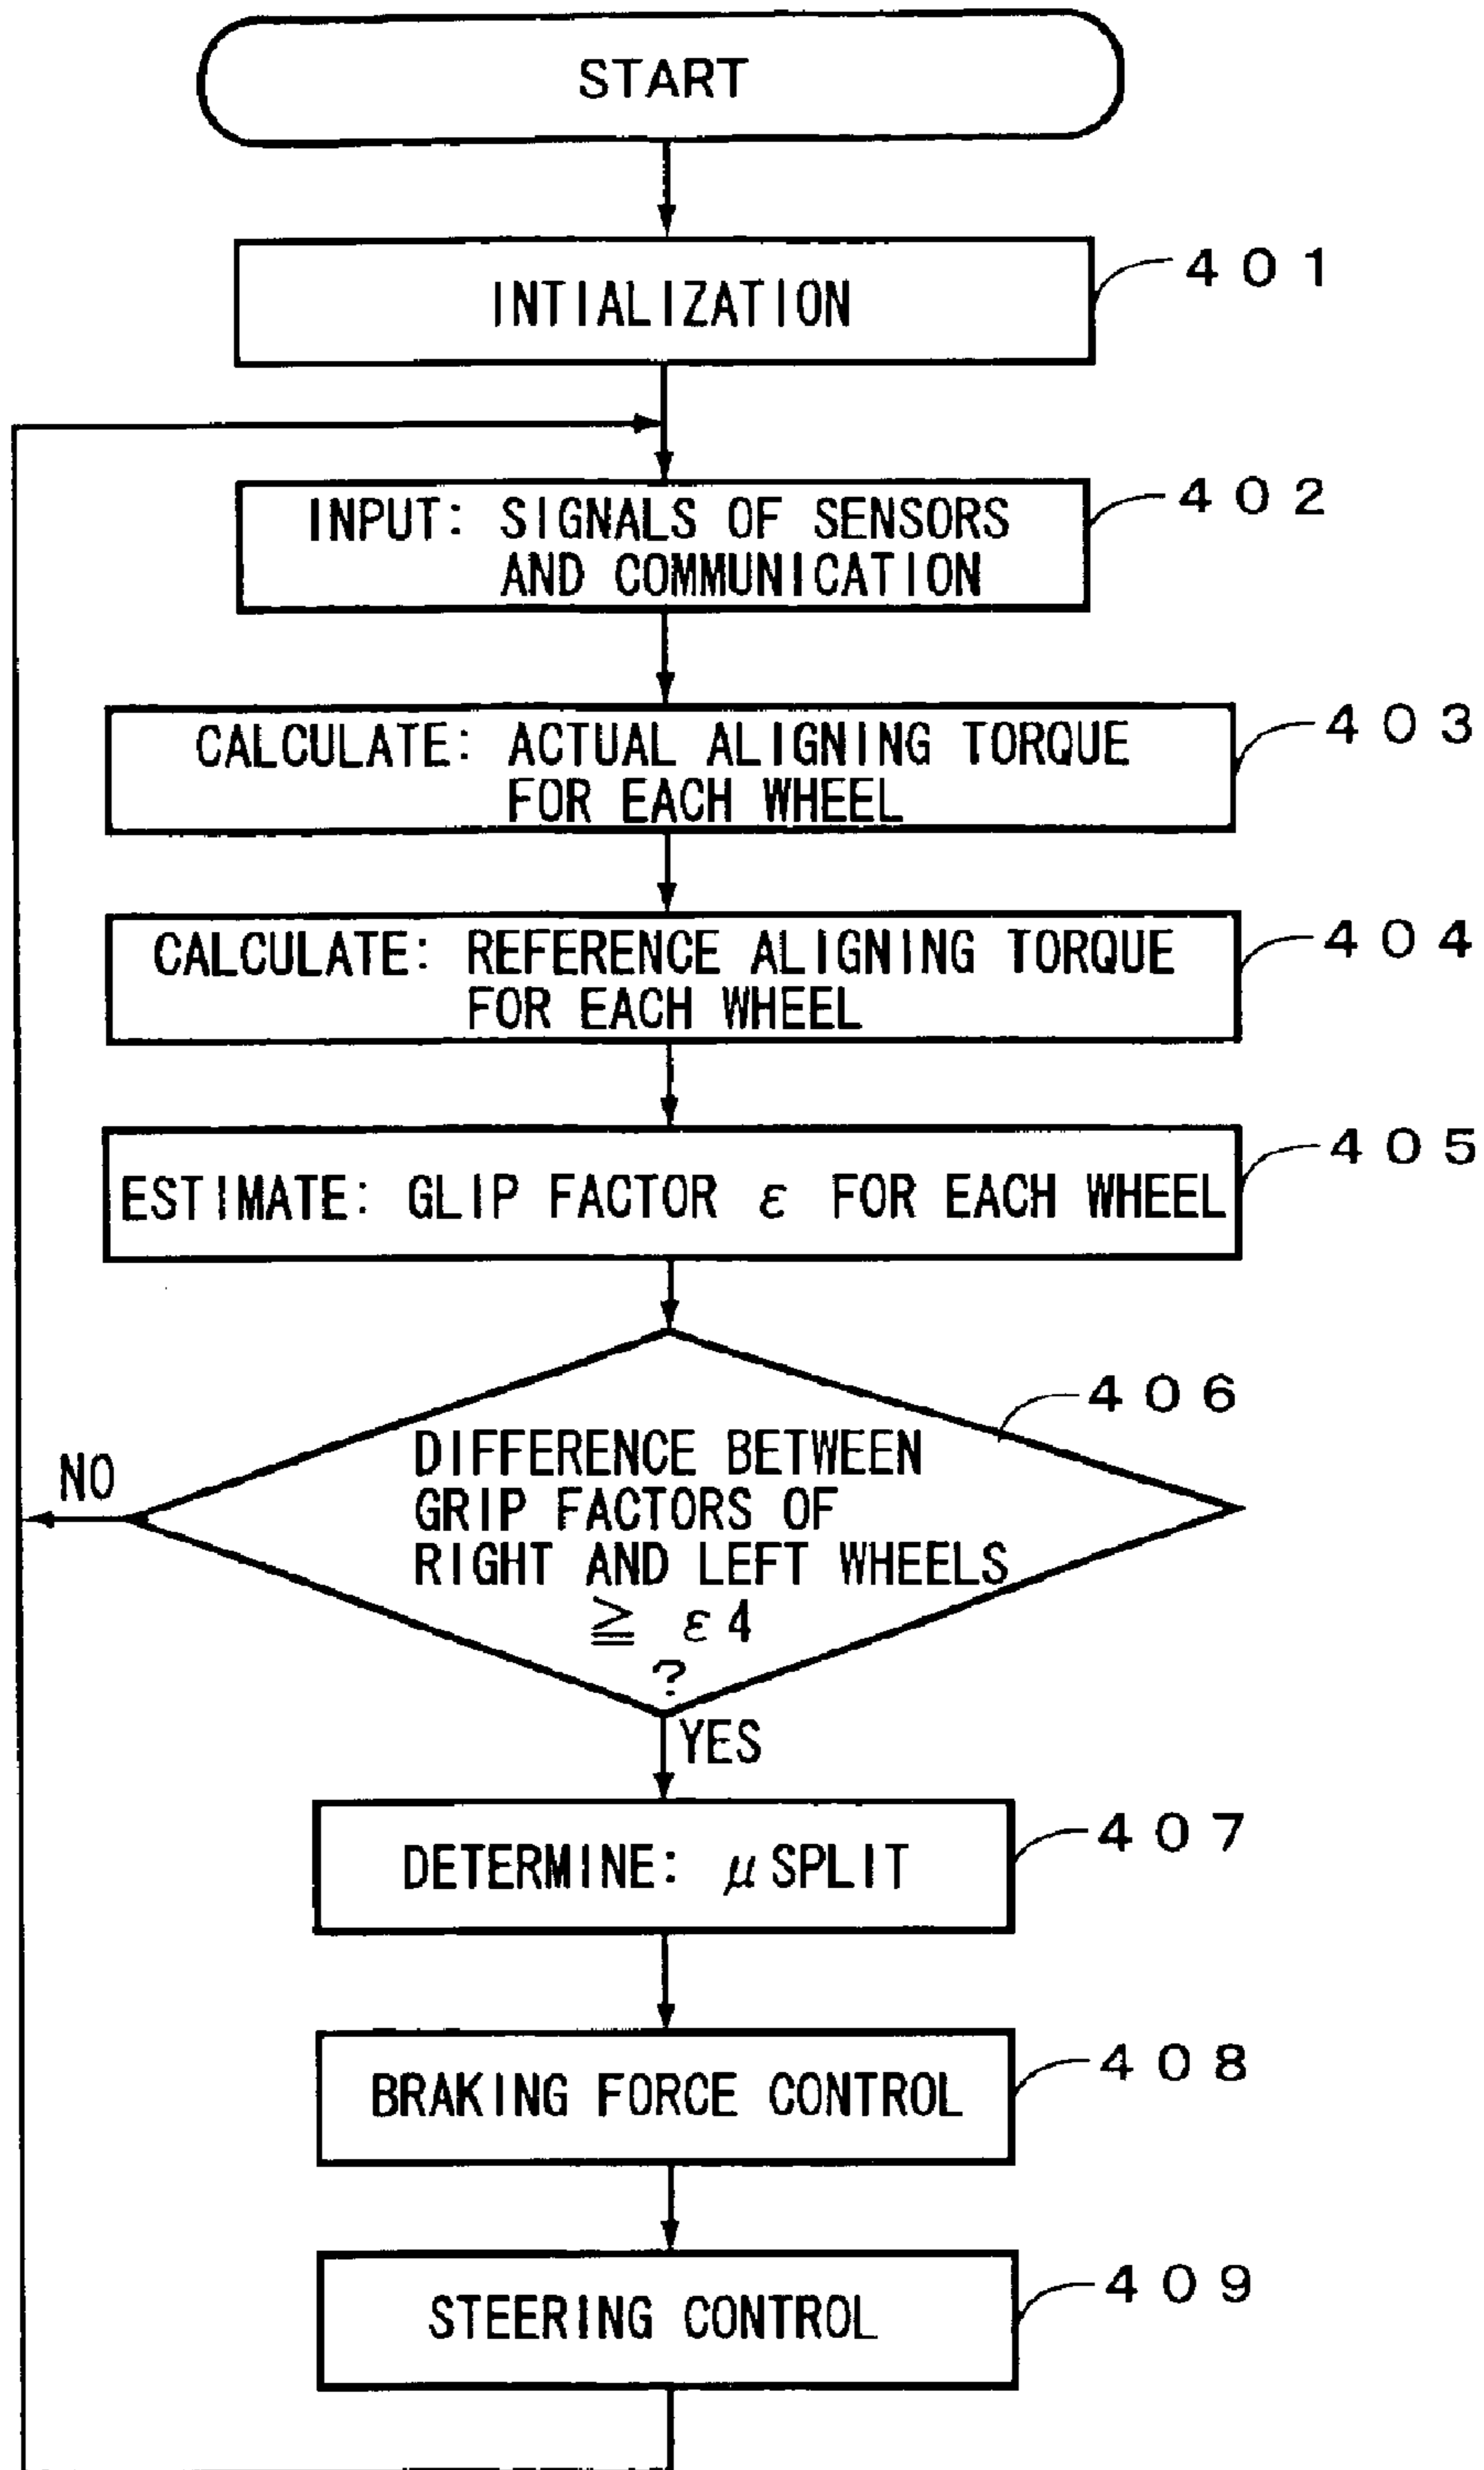 START
INTIALIZATION
401
INPUT: SIGNALS OF SENSORS
AND COMMUNICATION
402
CALCULATE: ACTUAL ALIGNING TORQUE
FOR EACH WHEEL
403
CALCULATE: REFERENCE ALIGNING TORQUE
FOR EACH WHEEL
404
ESTIMATE: GLIP FACTOR ε FOR EACH WHEEL
405
406
DIFFERENCE BETWEEN
GRIP FACTORS OF
RIGHT AND LEFT WHEELS
≧ ε4
?
NO
YES
DETERMINE: μ SPLIT
407
BRAKING FORCE CONTROL
408
STEERING CONTROL
409